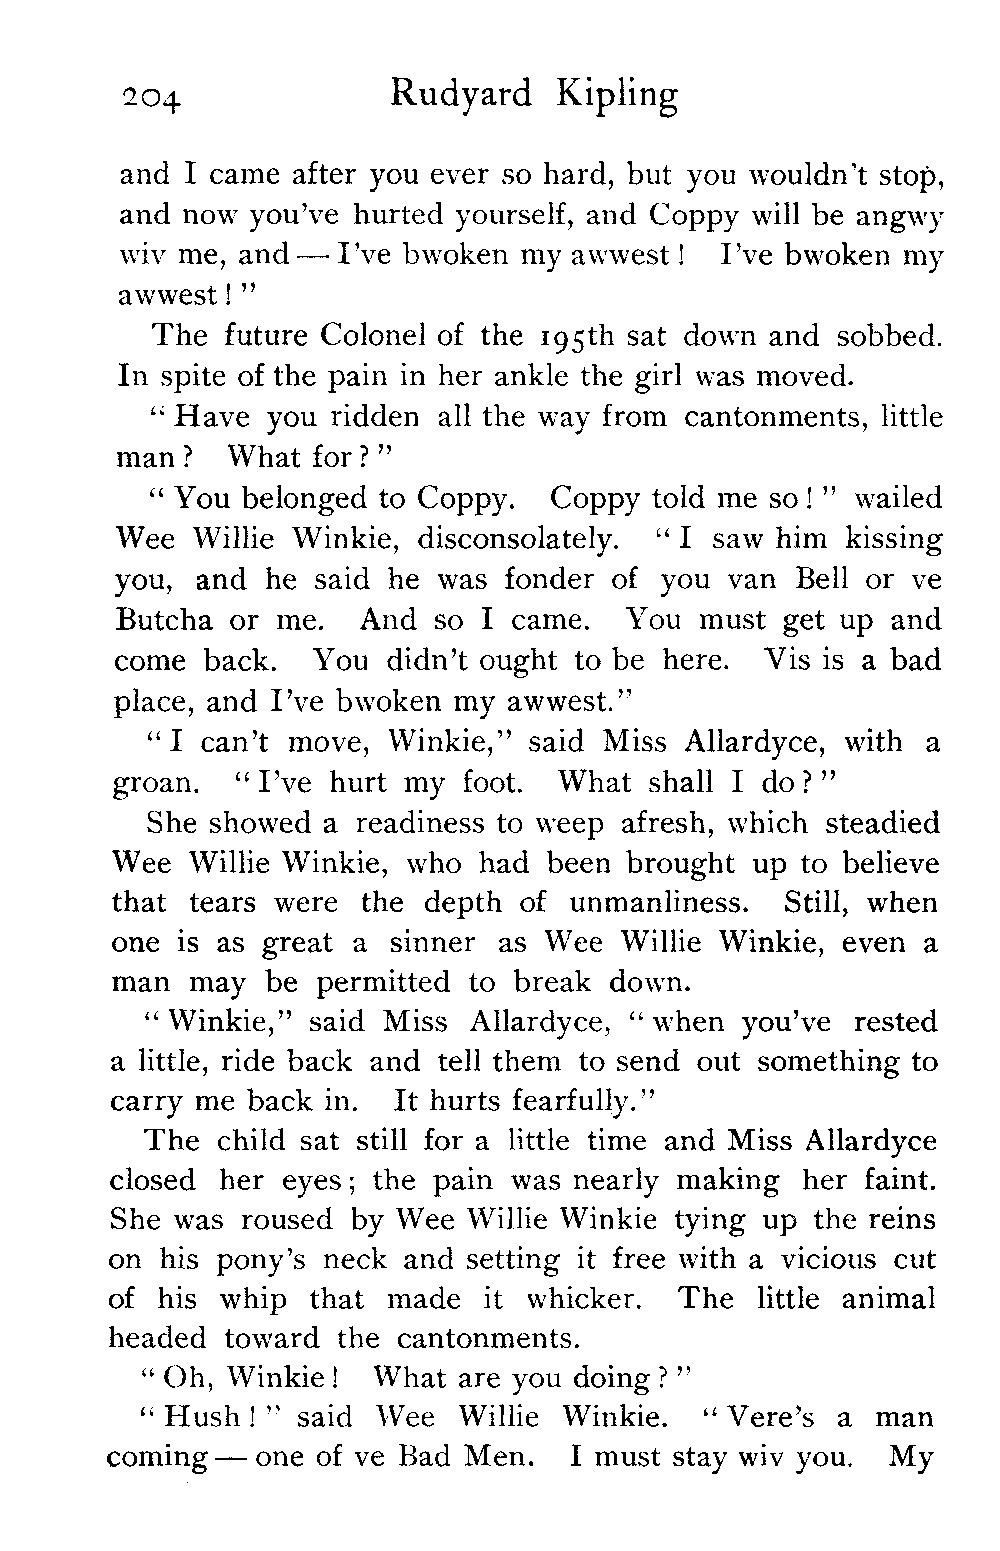 204 Rudyard Kipling
and I came after you ever so hard, but you wouldn't stop,
and now you've hurted yourself, and Coppy will be angwy
wiv me, and — I've bwoken my awwest! I've bwoken my
awwest!"
The future Colonel of the 195th sat down and sobbed.
In spite of the pain in her ankle the girl was moved.
"Have you ridden all the way from cantonments, little
man? What for?"
"You belonged to Coppy. Coppy told me so!" wailed
Wee Willie Winkie, disconsolately. "I saw him kissing
you, and he said he was fonder of you van Bell or ve
Butcha or me. And so I came. You must get up and
come back. You didn't ought to be here. Vis is a bad
place, and I've bwoken my awwest."
"I can't move, Winkie," said Miss Allardyce, with a
groan. "I've hurt my foot. What shall I do?"
She showed a readiness to weep afresh, which steadied
Wee Willie Winkie, who had been brought up to believe
that tears were the depth of unmanliness. Still, when
one is as great a sinner as Wee Willie Winkie, even a
man may be permitted to break down.
"Winkie," said Miss Allardyce, "when you've rested
a little, ride back and tell them to send out something to
carry me back in. It hurts fearfully."
The child sat still for a little time and Miss Allardyce
closed her eyes; the pain was nearly making her faint.
She was roused by Wee Willie Winkie tying up the reins
on his pony's neck and setting it free with a vicious cut
of his whip that made it whicker. The little animal
headed toward the cantonments.
"Oh, Winkie! What are you doing?"
"Hush!" said Wee Willie Winkie. "Vere's a man
coming — one of ve Bad Men. I must stay wiv you. My